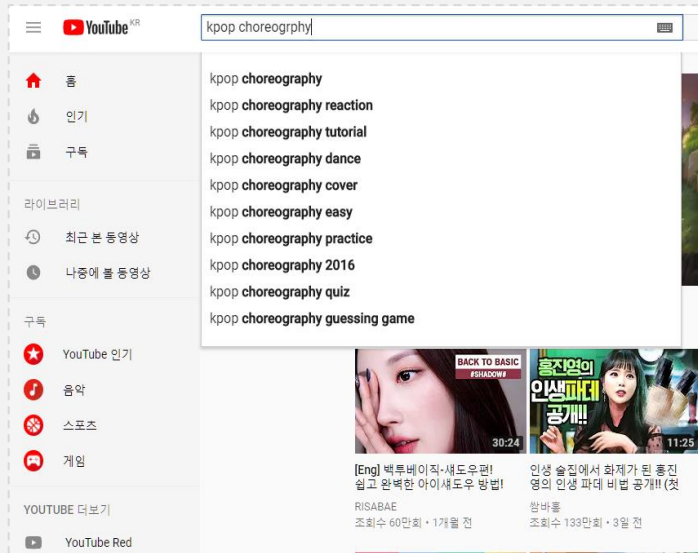 YouTube KR
kpop choreogrphy
홈
인기
구독
라이브러리
최근 본 동영상
나중에 볼 동영상
구독
YouTube 인기
음악
스포츠
게임
YOUTUBE 더보기
YouTube Red
kpop choreography
kpop choreography reaction
kpop choreography tutorial
kpop choreography dance
kpop choreography cover
kpop choreography easy
kpop choreography practice
kpop choreography 2016
kpop choreography quiz
kpop choreography guessing game
BACK TO BASIC
#SHADOW#
30:24
[Eng] 백투베이직-섀도우편!
쉽고 완벽한 아이섀도우 방법!
RISABAE
조회수 60만회 • 1개월 전
홍진영의
인생파데
공개!!
11:25
인생 술집에서 화제가 된 홍진
영의 인생 파데 비법 공개!! (첫
쌈바홍
조회수 133만회 • 3일 전